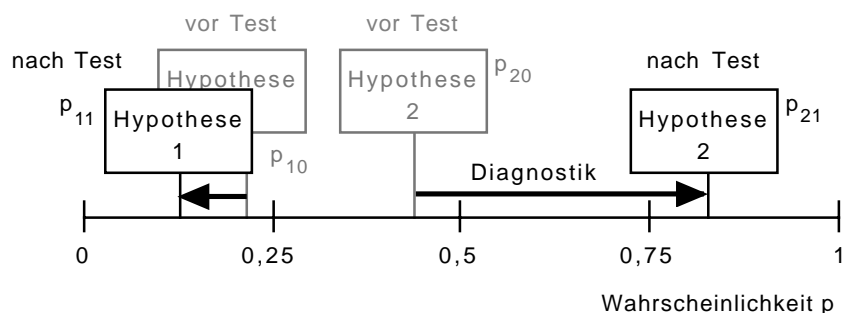 vor Test
vor Test
nach Test
nach Test
Hypothese
p20
Hypothese
2
p11
Hypothese
1
Hypothese
2
p21
p10
Diagnostik
0
0,25
0,5
0,75
1
Wahrscheinlichkeit p